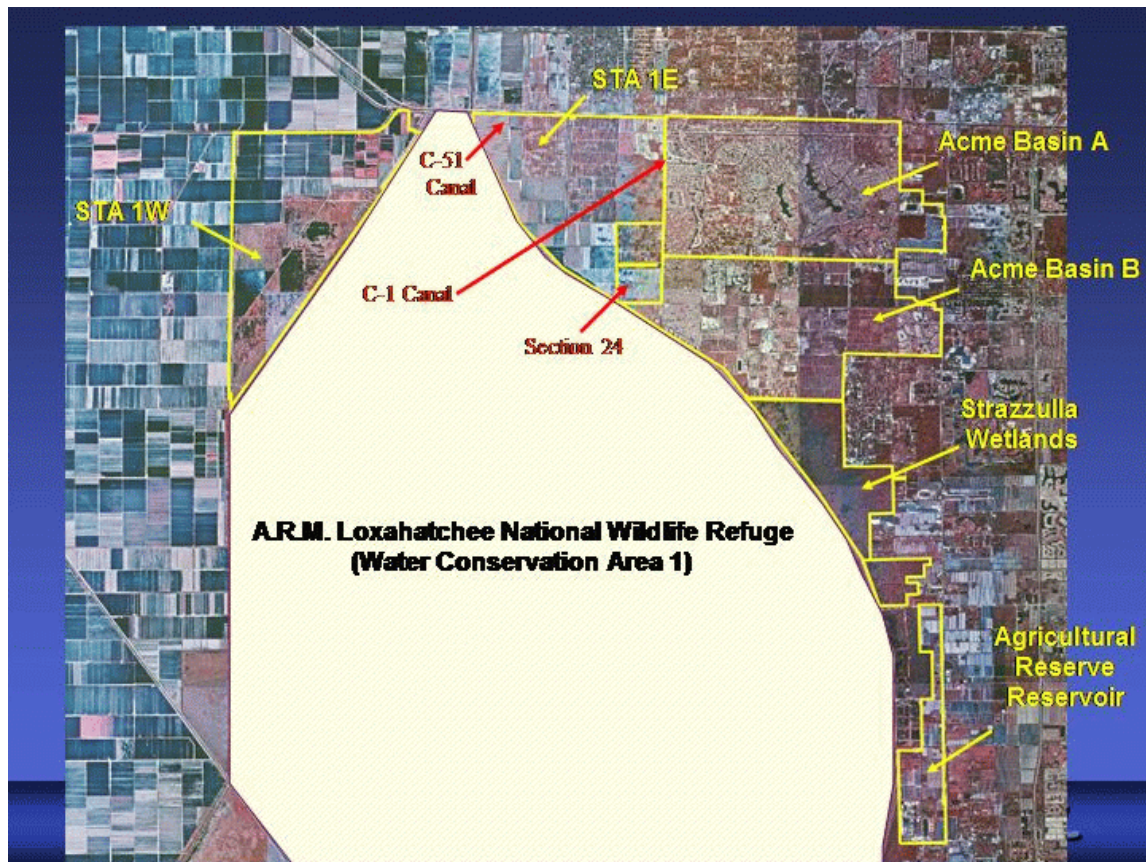 STA 1E
C-51
Canal
Acme Basin A
STA 1W
C-1 Canal
Acme Basin B
Section 24
Strazzulla
Wetlands
A.R.M. Loxahatchee National Wildlife Refuge
(Water Conservation Area 1)
Agricultural
Reserve
Reservoir